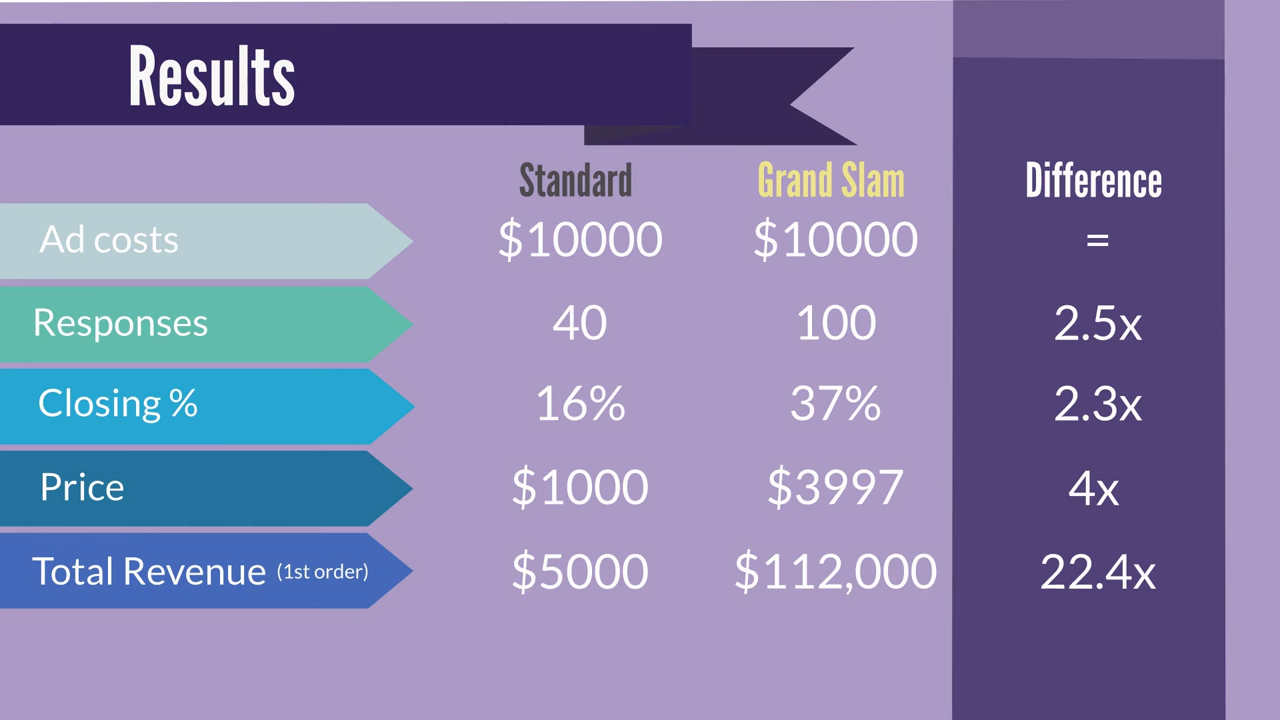 Results
Standard Grand Slam Difference
Ad costs $10000 $10000 =
Responses 40 100 2.5x
Closing % 16% 37% 2.3x
Price $1000 $3997 4x
Total Revenue (1st order) $5000 $112,000 22.4x